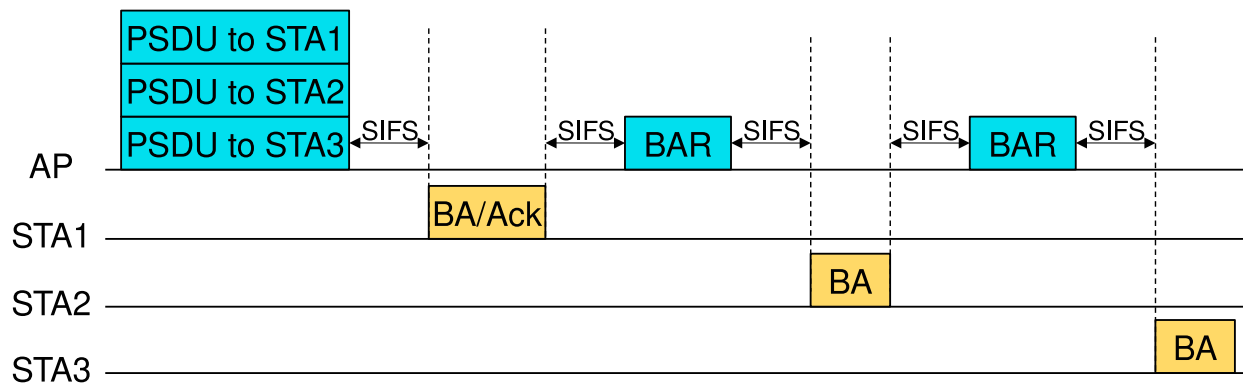 PSDU to STA1
PSDU to STA2
PSDU to STA3
SIFS
SIFS
BAR
SIFS
SIFS
BAR
SIFS
AP
BA/Ack
STA1
BA
STA2
BA
STA3